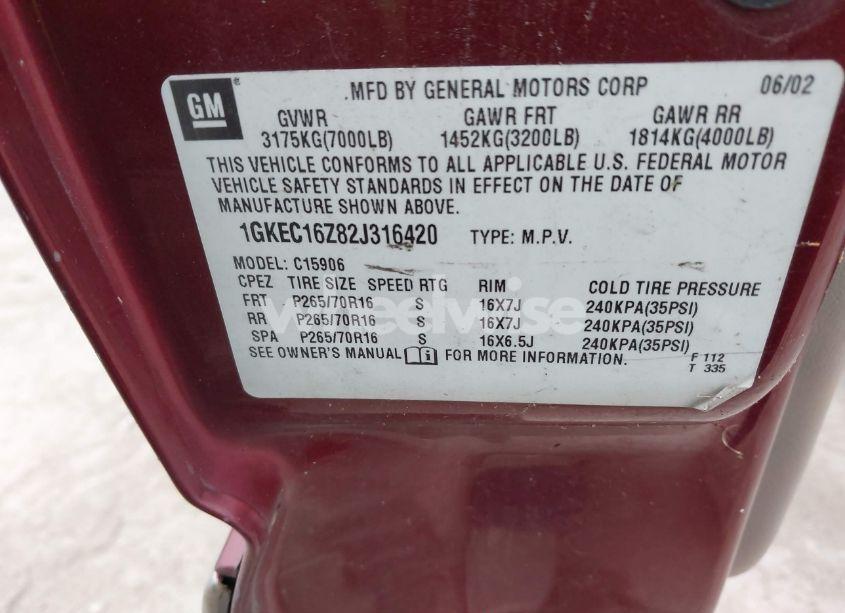 GM
®
.MFD BY GENERAL MOTORS CORP 06/02
GVWR GAWR FRT GAWR RR
3175KG(7000LB) 1452KG(3200LB) 1814KG(4000LB)
THIS VEHICLE CONFORMS TO ALL APPLICABLE U.S. FEDERAL MOTOR
VEHICLE SAFETY STANDARDS IN EFFECT ON THE DATE OF
MANUFACTURE SHOWN ABOVE.
1GKEC16Z82J316420 TYPE: M.P.V.
MODEL: C15906
CPEZ TIRE SIZE SPEED RTG RIM COLD TIRE PRESSURE
FRT P265/70R16 S 16X7J 240KPA(35PSI)
RR P265/70R16 S 16X7J 240KPA(35PSI)
SPA P265/70R16 S 16X6.5J 240KPA(35PSI)
SEE OWNER'S MANUAL i FOR MORE INFORMATION.
F 112
T 335
wheelwise